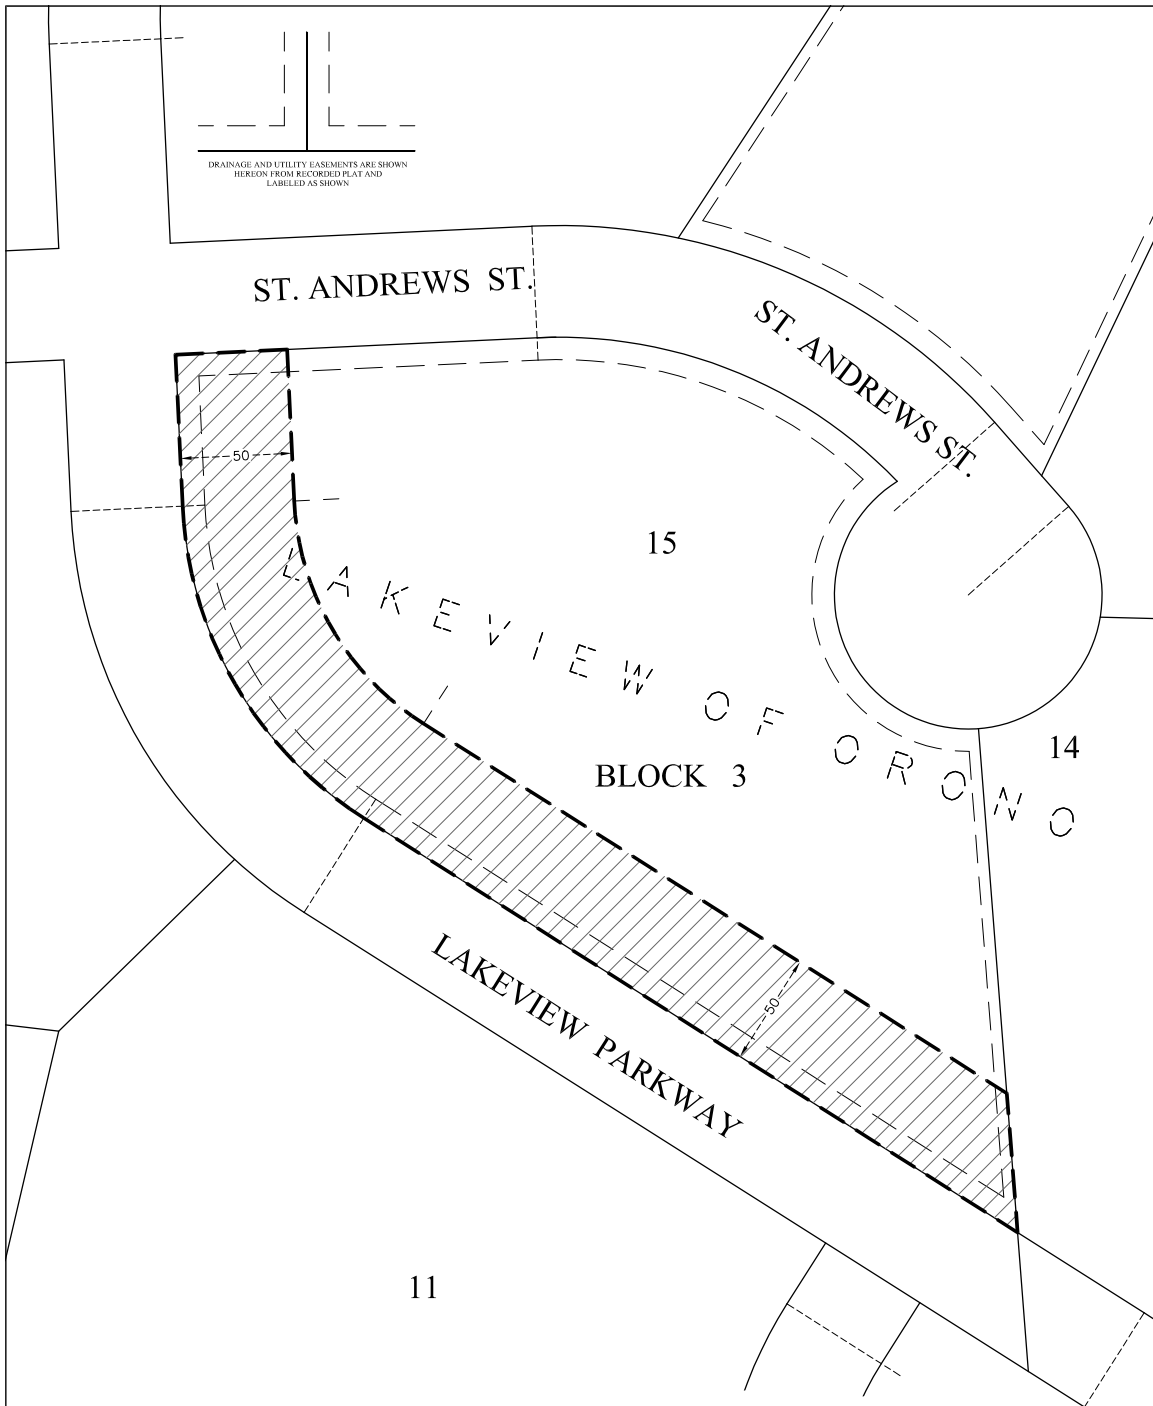 DRAINAGE AND UTILITY EASEMENTS ARE SHOWN
HEREON FROM RECORDED PLAT AND
LABELED AS SHOWN
ST. ANDREWS ST.
ST. ANDREWS ST.
50
15
LAKEVIEW OF ORONO
14
BLOCK 3
LAKEVIEW PARKWAY
50
11